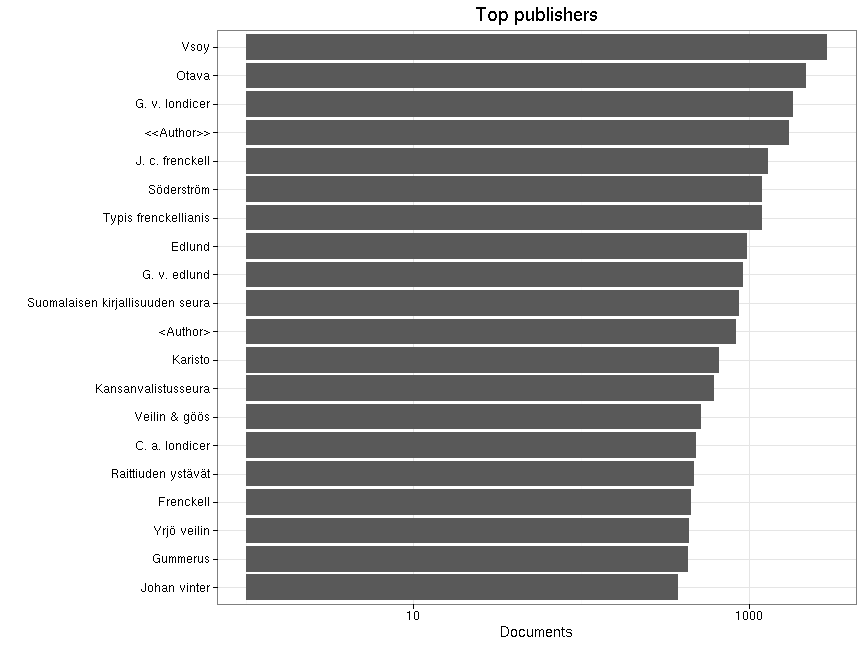 Top publishers
Vsoy
Otava
G. v. londicer
<<Author>>
J. c. frenckell
Söderström
Typis frenckellianis
Edlund
G. v. edlund
Suomalaisen kirjallisuuden seura
<Author>
Karisto
Kansanvalistusseura
Veilin & göös
C. a. londicer
Raittiuden ystävät
Frenckell
Yrjö veilin
Gummerus
Johan vinter
10 1000
Documents